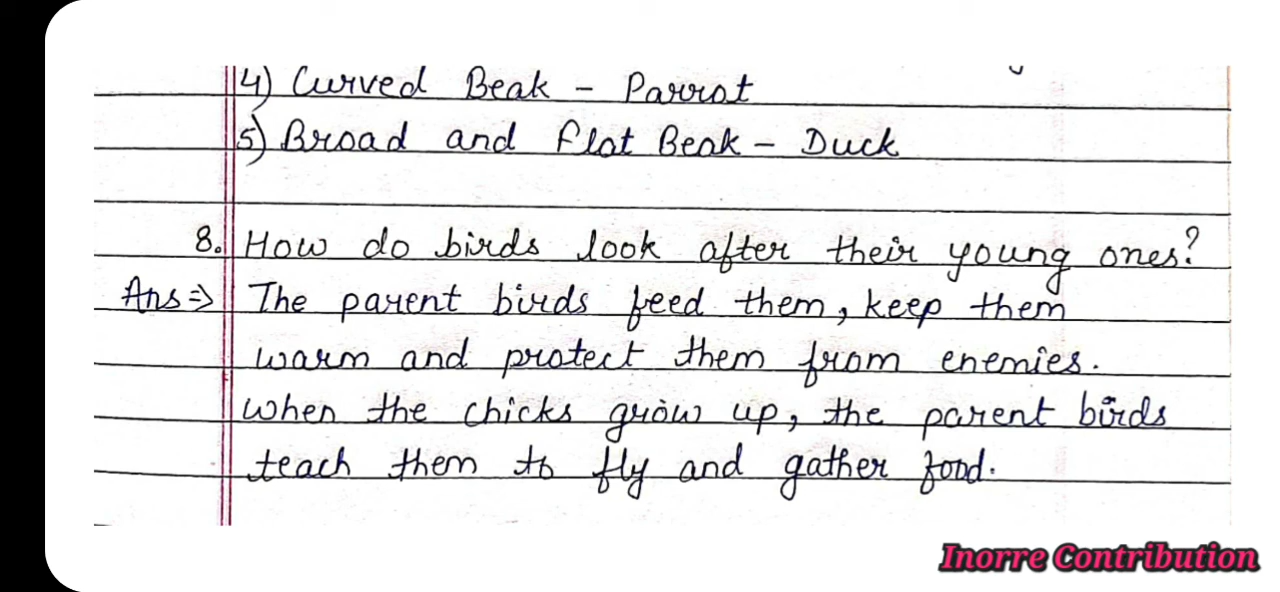 4) Curved Beak - Parrot
5) Broad and Flat Beak - Duck
8. How do birds look after their young ones?
Ans⇒ The parent birds feed them, keep them
warm and protect them from enemies.
When the chicks grow up, the parent birds
teach them to fly and gather food.
Inorre Contribution